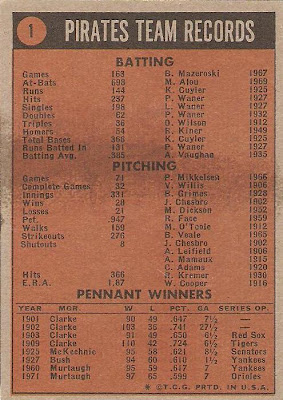 1 PIRATES TEAM RECORDS
BATTING
Games 163 B. Mazeroski 1967
At-Bats 698 M. Alou 1969
Runs 144 K. Cuyler 1925
Hits 237 P. Waner 1927
Singles 198 L. Waner 1927
Doubles 62 P. Waner 1932
Triples 36 O. Wilson 1912
Homers 54 R. Kiner 1949
Total Bases 366 K. Cuyler 1925
Runs Batted In 131 P. Waner 1927
Batting Avg. .385 A. Vaughan 1935
PITCHING
Games 71 P. Mikkelsen 1966
Complete Games 32 V. Willis 1906
Innings 331 B. Grimes 1928
Wins 28 J. Chesbro 1902
Losses 21 M. Dickson 1952
Pct. .947 R. Face 1959
Walks 159 M. O'Toole 1912
Strikeouts 276 B. Veale 1965
Shutouts 8 J. Chesbro 1902
A. Leifield 1906
A. Mamaux 1915
C. Adams 1920
Hits 366 R. Kremer 1930
E.R.A. 1.87 W. Cooper 1916
PENNANT WINNERS
YEAR MGR. W L PCT. GA SERIES OP.
1901 Clarke 90 49 .647 7½ —
1902 Clarke 103 36 .741 27½ —
1903 Clarke 91 49 .650 6½ Red Sox
1909 Clarke 110 42 .724 6½ Tigers
1925 McKechnie 95 58 .621 8½ Senators
1927 Bush 94 60 .610 1½ Yankees
1960 Murtaugh 95 59 .617 7 Yankees
1971 Murtaugh 97 65 .599 7 Orioles
* © T.C.G. PRTD. IN U.S.A.